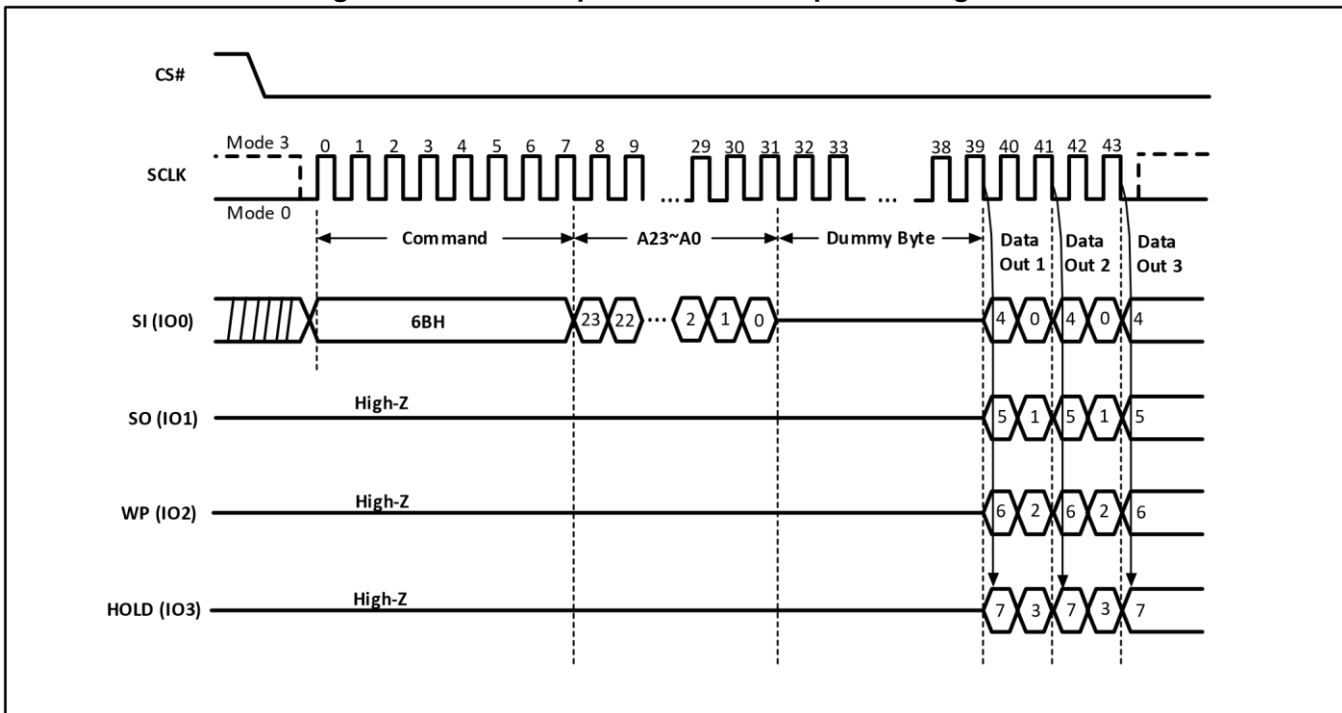 CS#
Mode 3
0 1 2 3 4 5 6 7 8 9 29 30 31 32 33 38 39 40 41 42 43
SCLK
... ...
Mode 0
Command A23~A0 Dummy Byte Data Out 1 Data Out 2 Data Out 3
SI (IO0) 6BH 23 22 ... 2 1 0 4 0 4 0 4
High-Z
SO (IO1) 5 1 5 1 5
High-Z
WP (IO2) 6 2 6 2 6
High-Z
HOLD (IO3) 7 3 7 3 7